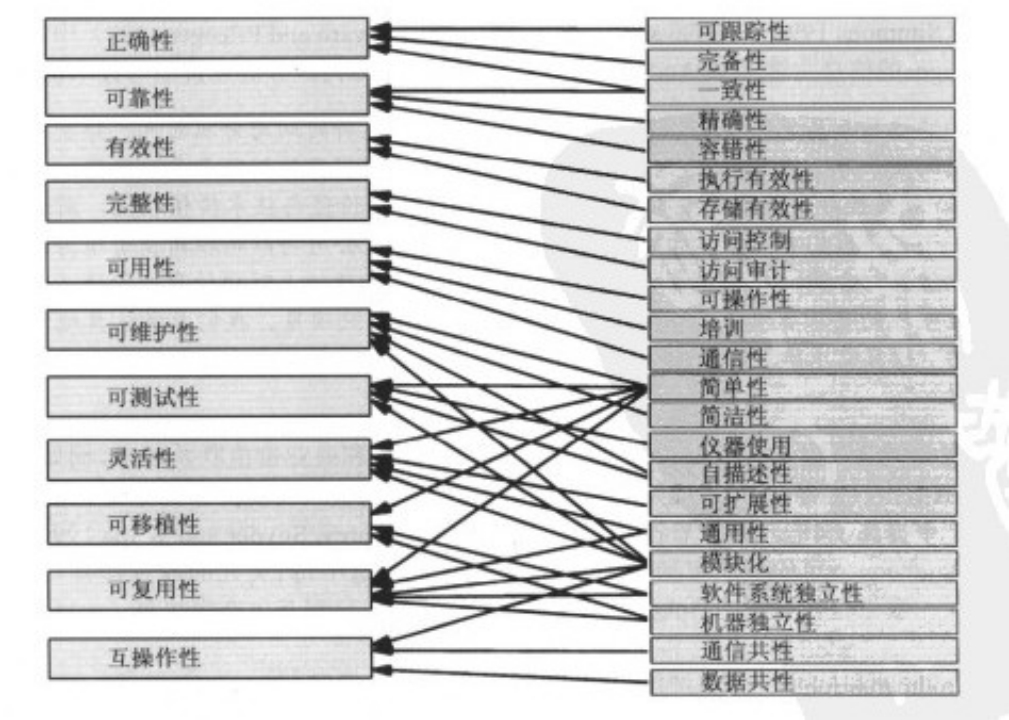 正确性
可靠性
有效性
完整性
可用性
可维护性
可测试性
灵活性
可移植性
可复用性
互操作性
可跟踪性
完备性
一致性
精确性
容错性
执行有效性
存储有效性
访问控制
访问审计
可操作性
培训
通信性
简单性
简洁性
仪器使用
自描述性
可扩展性
通用性
模块化
软件系统独立性
机器独立性
通信共性
数据共性